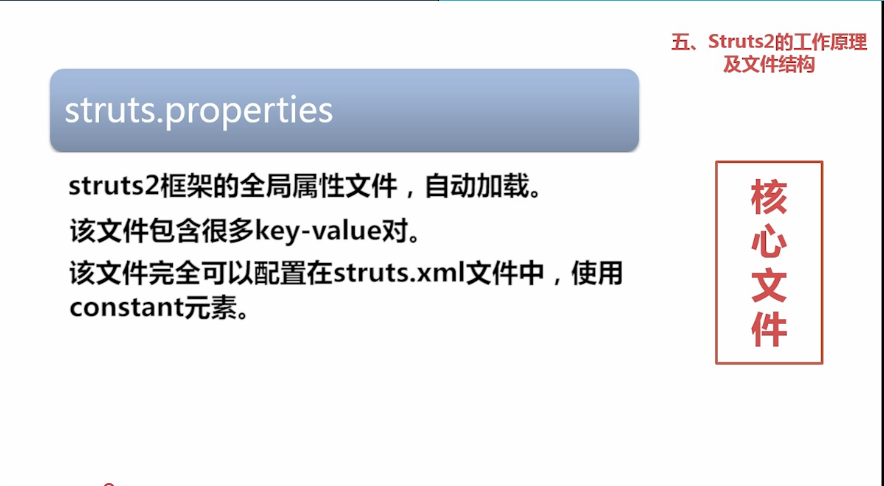 五、Struts2的工作原理
及文件结构
struts.properties
struts2框架的全局属性文件，自动加载。
该文件包含很多key-value对。
该文件完全可以配置在struts.xml文件中，使用
constant元素。
核
心
文
件